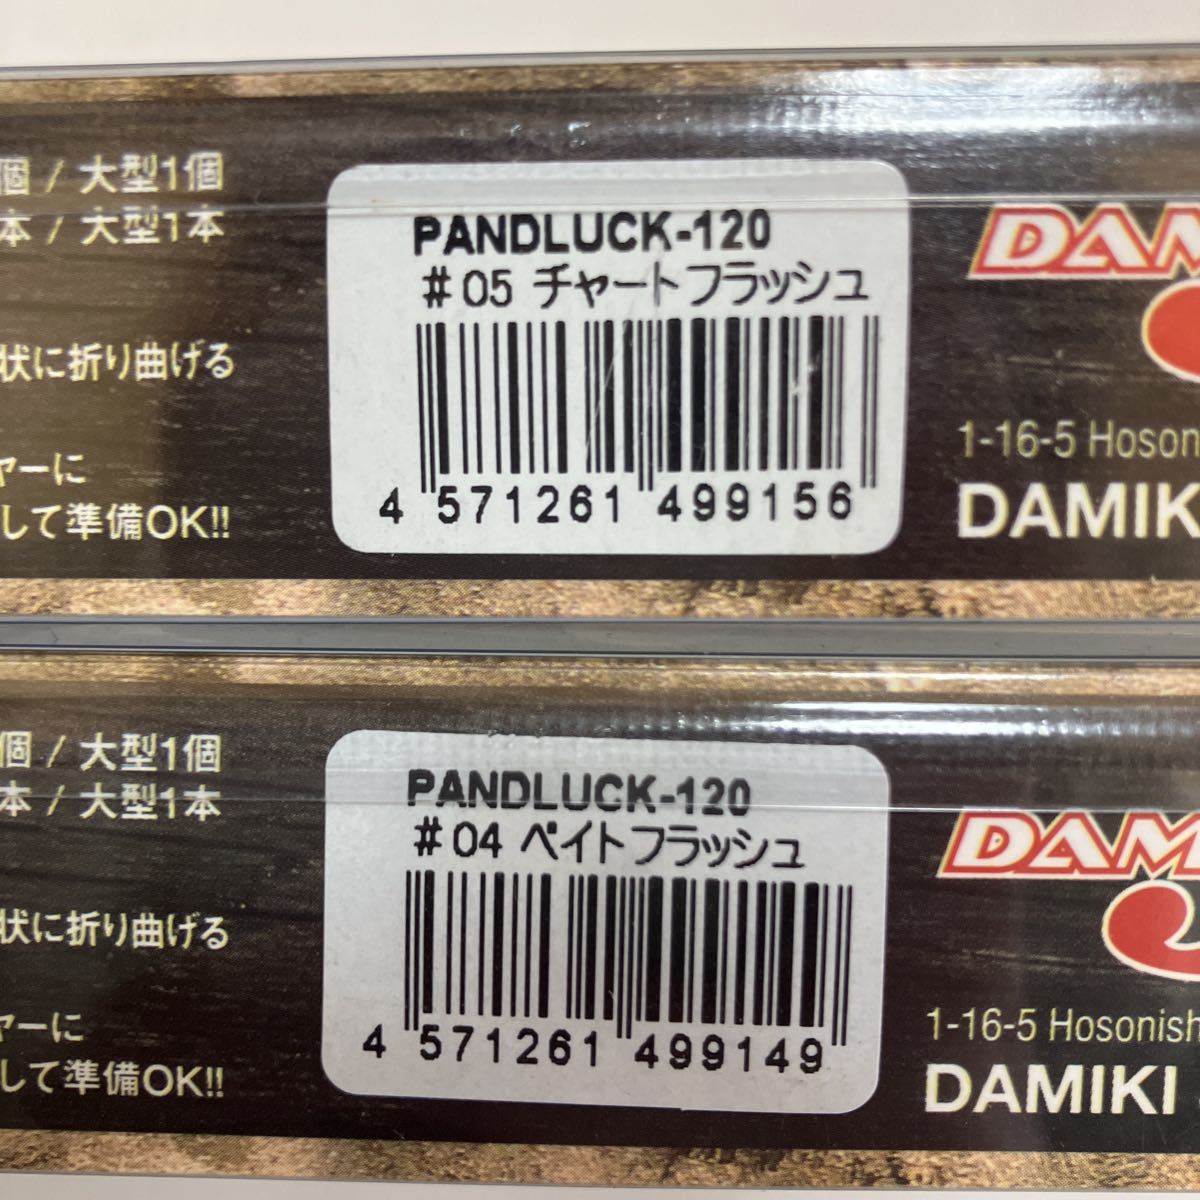 個 / 大型1個
本 / 大型1本
状に折り曲げる
ヤーに
して準備OK!!
PANDLUCK-120
#05 チャートフラッシュ
4 571261 499156
DAM
1-16-5 Hoson
DAMIK
個 / 大型1個
本 / 大型1本
状に折り曲げる
ヤーに
して準備OK!!
PANDLUCK-120
#04 ベイトフラッシュ
4 571261 499149
DAM
1-16-5 Hosonish
DAMIKI